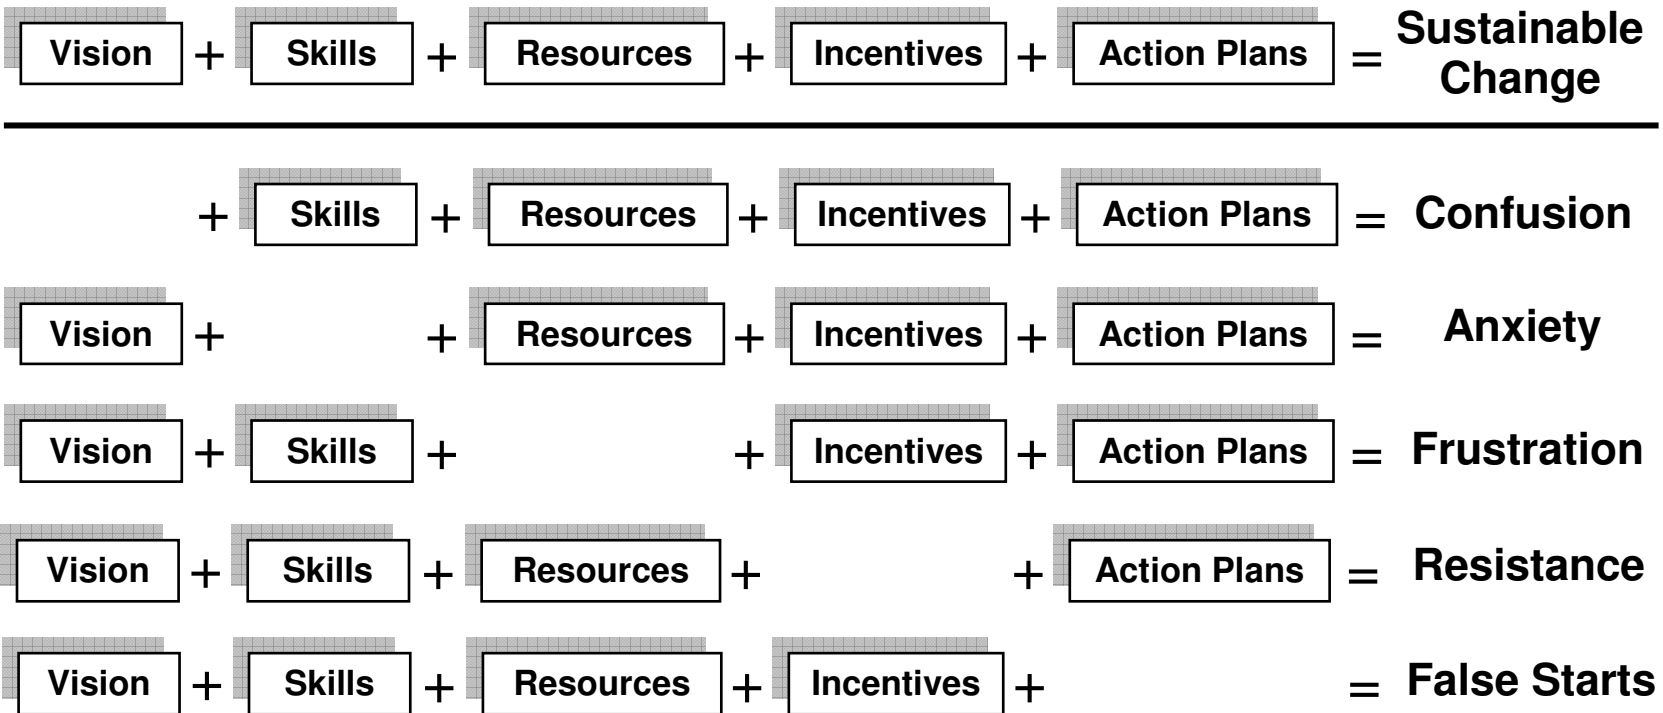 Vision + Skills + Resources + Incentives + Action Plans = Sustainable
Change
+ Skills + Resources + Incentives + Action Plans = Confusion
Vision + + Resources + Incentives + Action Plans = Anxiety
Vision + Skills + + Incentives + Action Plans = Frustration
Vision + Skills + Resources + + Action Plans = Resistance
Vision + Skills + Resources + Incentives + = False Starts